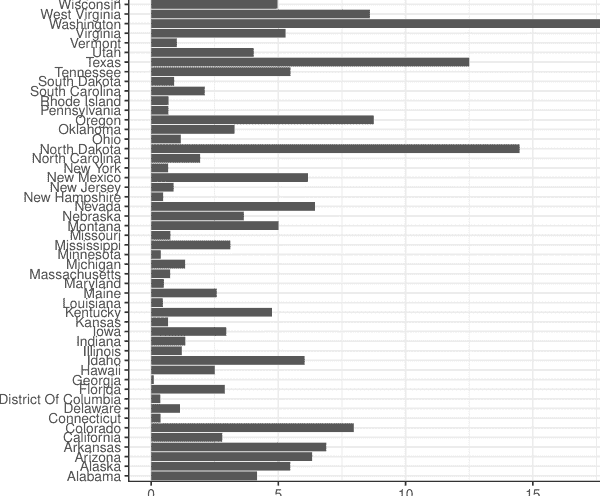 Wisconsin
West Virginia
Washington
Virginia
Vermont
Utah
Texas
Tennessee
South Dakota
South Carolina
Rhode Island
Pennsylvania
Oregon
Oklahoma
Ohio
North Dakota
North Carolina
New York
New Mexico
New Jersey
New Hampshire
Nevada
Nebraska
Montana
Missouri
Mississippi
Minnesota
Michigan
Massachusetts
Maryland
Maine
Louisiana
Kentucky
Kansas
Iowa
Indiana
Illinois
Idaho
Hawaii
Georgia
Florida
District Of Columbia
Delaware
Connecticut
Colorado
California
Arkansas
Arizona
Alaska
Alabama
0 5 10 15